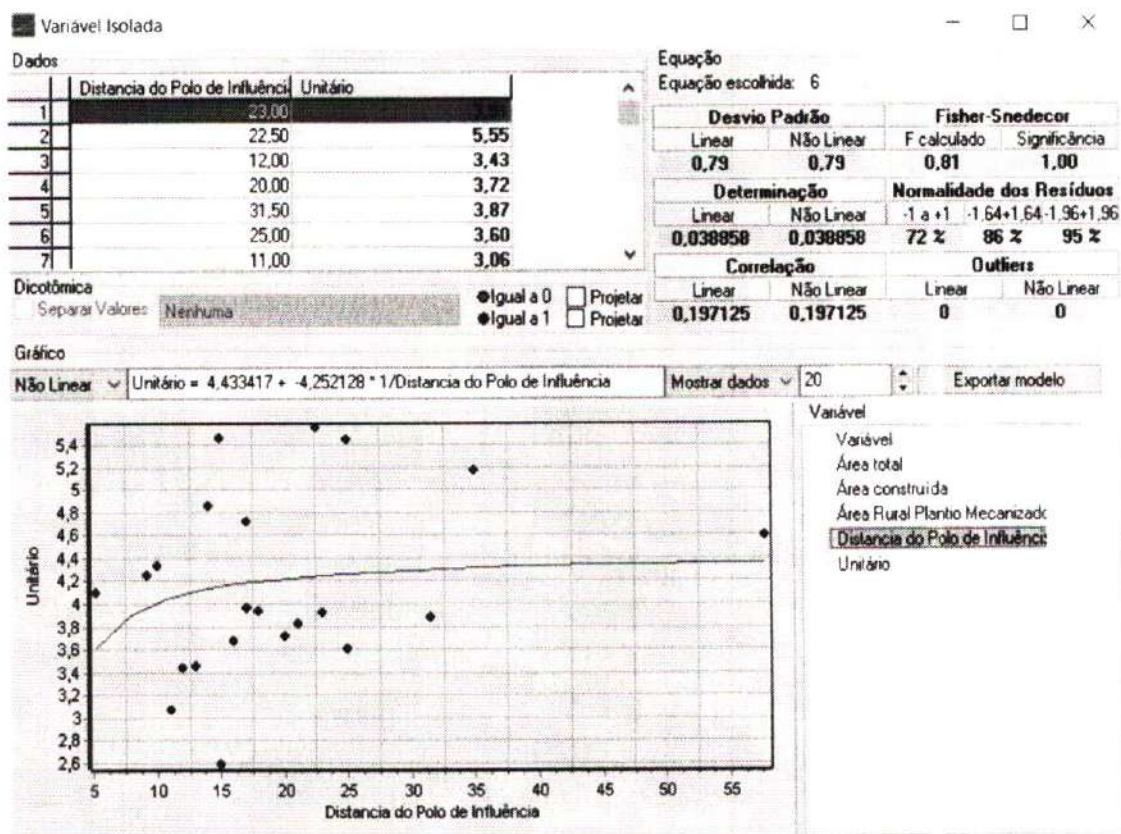 Variável Isolada
Dados
Distancia do Polo de Influênci Unitário
1 23,00
2 22,50 5,55
3 12,00 3,43
4 20,00 3,72
5 31,50 3,87
6 25,00 3,60
7 11,00 3,06
Dicotômica
Separar Valores Nenhuma
Igual a 0 Projetar
Igual a 1 Projetar
Equação
Equação escolhida: 6
Desvio Padrão Fisher-Snedecor
Linear Não Linear F calculado Significância
0,79 0,79 0,81 1,00
Determinação Normalidade dos Resíduos
Linear Não Linear -1 a +1 -1,64+1,64 -1,96+1,96
0,038858 0,038858 72 % 86 % 95 %
Correlação Outliers
Linear Não Linear Linear Não Linear
0,197125 0,197125 0 0
Gráfico
Não Linear Unitário = 4,433417 + -4,252128 * 1/Distancia do Polo de Influência Mostrar dados 20 Exportar modelo
Unitário
5,4
5,2
5
4,8
4,6
4,4
4,2
4
3,8
3,6
3,4
3,2
3
2,8
2,6
5 10 15 20 25 30 35 40 45 50 55
Distancia do Polo de Influência
Variável
Variável
Área total
Área construida
Área Rural Plantio Mecanizado
Distancia do Polo de Influênci
Unitário